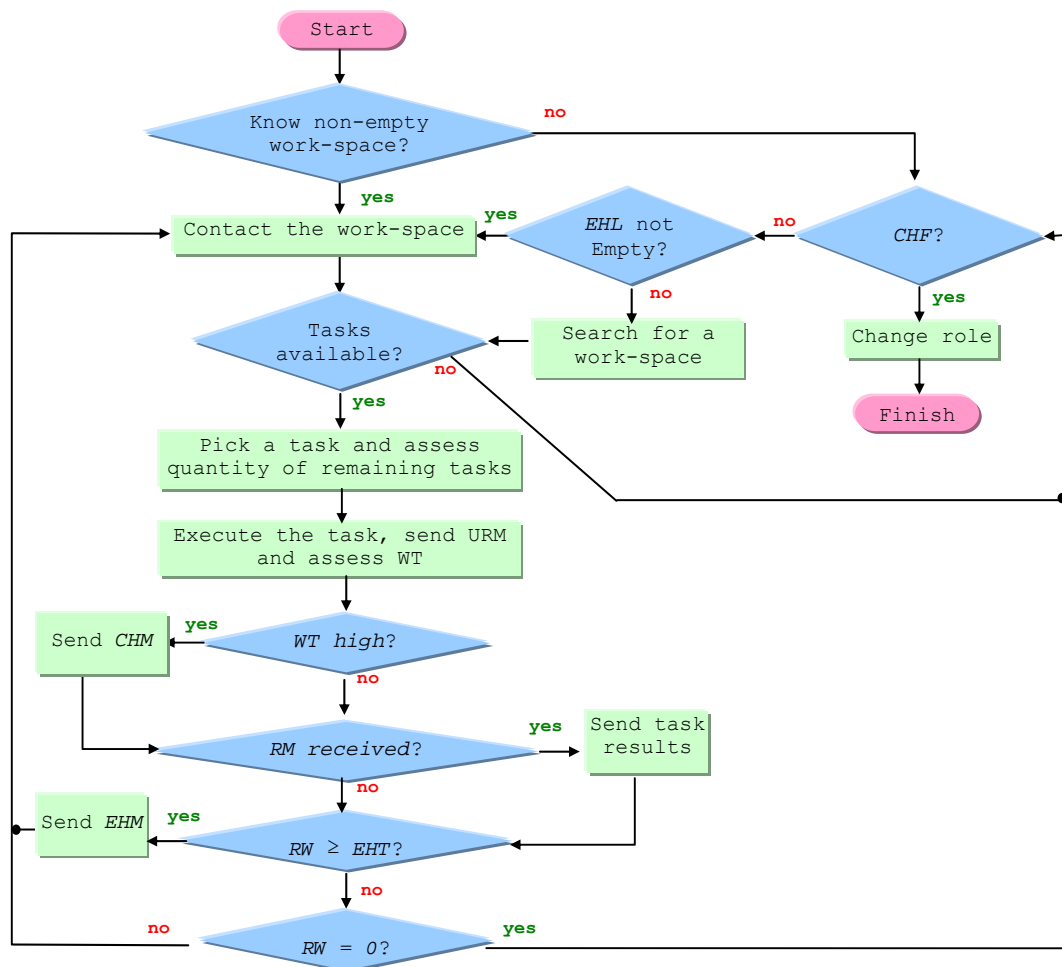 Start
Know non-empty
work-space?
no
yes
Contact the work-space
yes
EHL not
Empty?
no
CHF?
no
yes
Tasks
available?
no
Search for a
work-space
Change role
yes
Finish
Pick a task and assess
quantity of remaining tasks
Execute the task, send URM
and assess WT
Send CHM
yes
WT high?
no
RM received?
yes
Send task
results
no
Send EHM
yes
RW ≥ EHT?
no
no
RW = 0?
yes